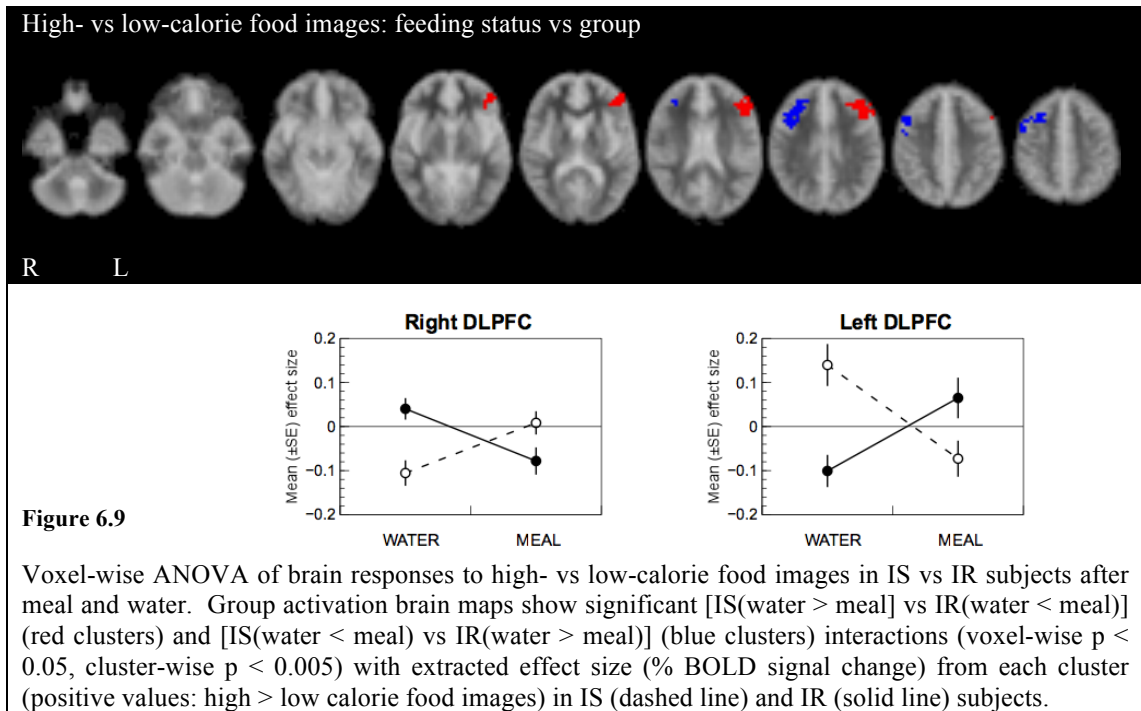 High- vs low-calorie food images: feeding status vs group
R L
Right DLPFC
Mean (±SE) effect size
0.2
0.1
0
−0.1
−0.2
WATER MEAL
Left DLPFC
Mean (±SE) effect size
0.2
0.1
0
−0.1
−0.2
WATER MEAL
Figure 6.9
Voxel-wise ANOVA of brain responses to high- vs low-calorie food images in IS vs IR subjects after
meal and water. Group activation brain maps show significant [IS(water > meal] vs IR(water < meal)]
(red clusters) and [IS(water < meal) vs IR(water > meal)] (blue clusters) interactions (voxel-wise p <
0.05, cluster-wise p < 0.005) with extracted effect size (% BOLD signal change) from each cluster
(positive values: high > low calorie food images) in IS (dashed line) and IR (solid line) subjects.